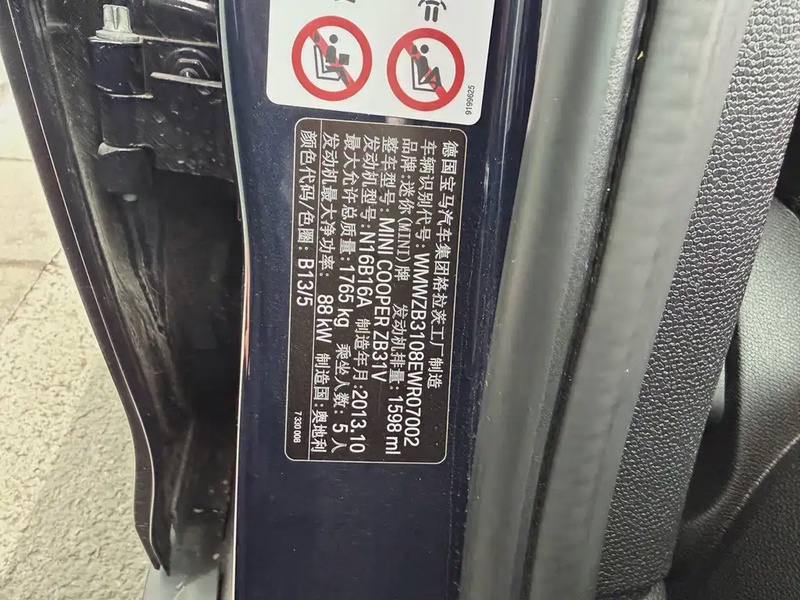 9199625
德国宝马汽车集团格拉茨工厂制造
车辆识别代号: WMWZB3108EWR07002
品牌: 迷你(MINI)牌 发动机排量: 1598 ml
整车型号: MINI COOPER ZB31V
发动机型号: N16B16A 制造年月: 2013.10
最大允许总质量: 1765 kg 乘坐人数: 5 人
发动机最大净功率: 88 kW 制造国: 奥地利
颜色代码/色圈: B13/5
7 330 008